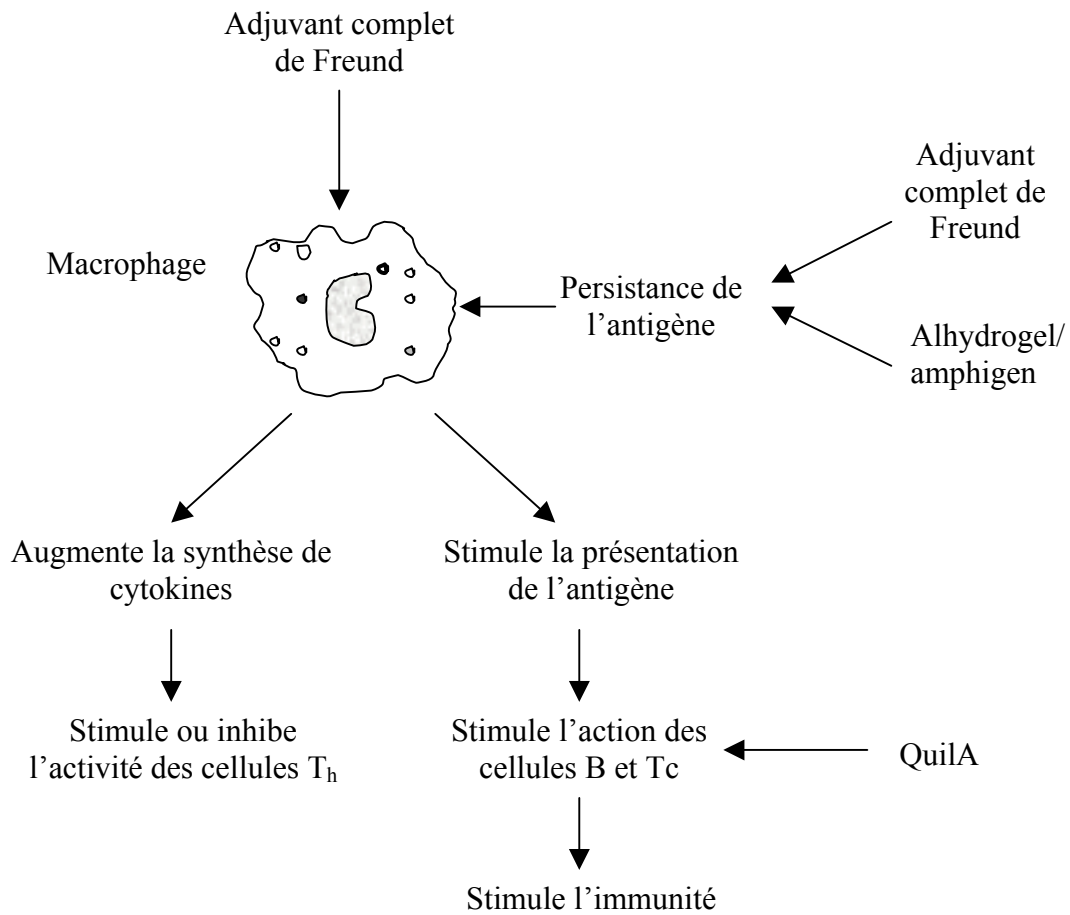 Adjuvant complet
de Freund
Adjuvant
complet de
Freund
Macrophage
Persistance de
l’antigène
Alhydrogel/
amphigen
Augmente la synthèse de
cytokines
Stimule la présentation
de l’antigène
Stimule ou inhibe
l’activité des cellules Th
Stimule l’action des
cellules B et Tc
QuilA
Stimule l’immunité